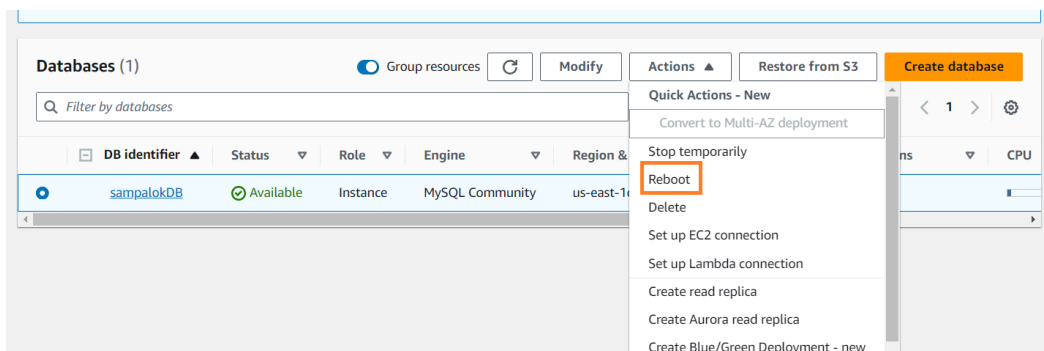 Databases (1)
Group resources
Modify
Actions
Restore from S3
Create database
Filter by databases
1
Quick Actions - New
Convert to Multi-AZ deployment
Stop temporarily
Reboot
Delete
Set up EC2 connection
Set up Lambda connection
Create read replica
Create Aurora read replica
Create Blue/Green Deployment - new
DB identifier
Status
Role
Engine
Region &
ns
CPU
sampalokDB
Available
Instance
MySQL Community
us-east-1